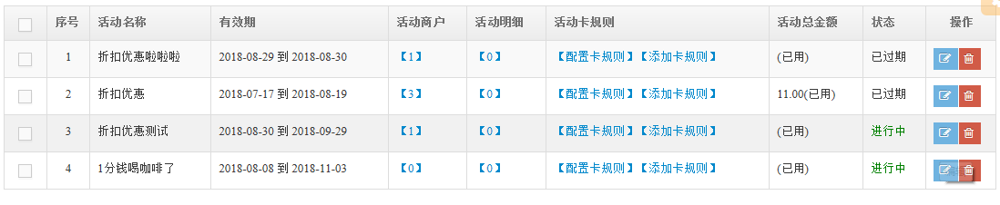 序号 活动名称 有效期 活动商户 活动明细 活动卡规则 活动总金额 状态 操作
1 折扣优惠啦啦啦 2018-08-29 到 2018-08-30 【1】 【0】 【配置卡规则】【添加卡规则】 (已用) 已过期
2 折扣优惠 2018-07-17 到 2018-08-19 【3】 【0】 【配置卡规则】【添加卡规则】 11.00(已用) 已过期
3 折扣优惠测试 2018-08-30 到 2018-09-29 【1】 【0】 【配置卡规则】【添加卡规则】 (已用) 进行中
4 1分钱喝咖啡了 2018-08-08 到 2018-11-03 【0】 【0】 【配置卡规则】【添加卡规则】 (已用) 进行中